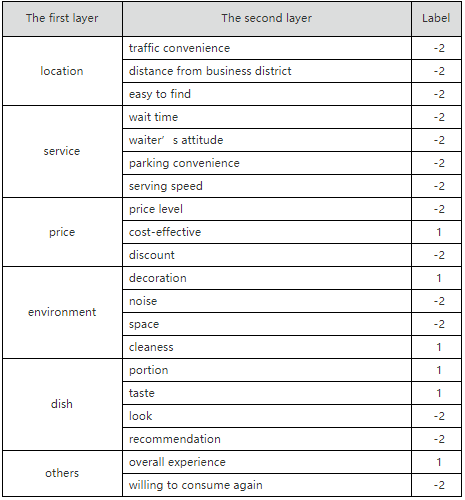 The first layer The second layer Label
location
traffic convenience -2
distance from business district -2
easy to find -2
service
wait time -2
waiter’s attitude -2
parking convenience -2
serving speed -2
price
price level -2
cost-effective 1
discount -2
environment
decoration 1
noise -2
space -2
cleaness 1
dish
portion 1
taste 1
look -2
recommendation -2
others
overall experience 1
willing to consume again -2